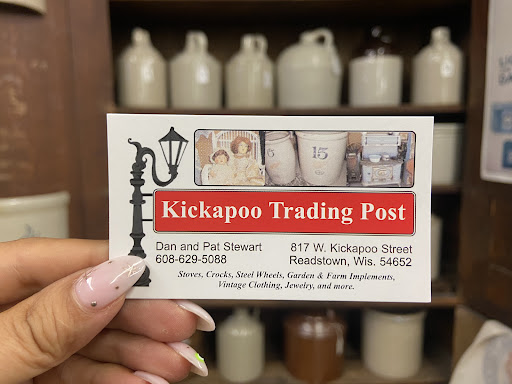 5
15
Kickapoo Trading Post
Dan and Pat Stewart
608-629-5088
817 W. Kickapoo Street
Readstown, Wis. 54652
Stoves, Crocks, Steel Wheels, Garden & Farm Implements,
Vintage Clothing, Jewelry, and more.